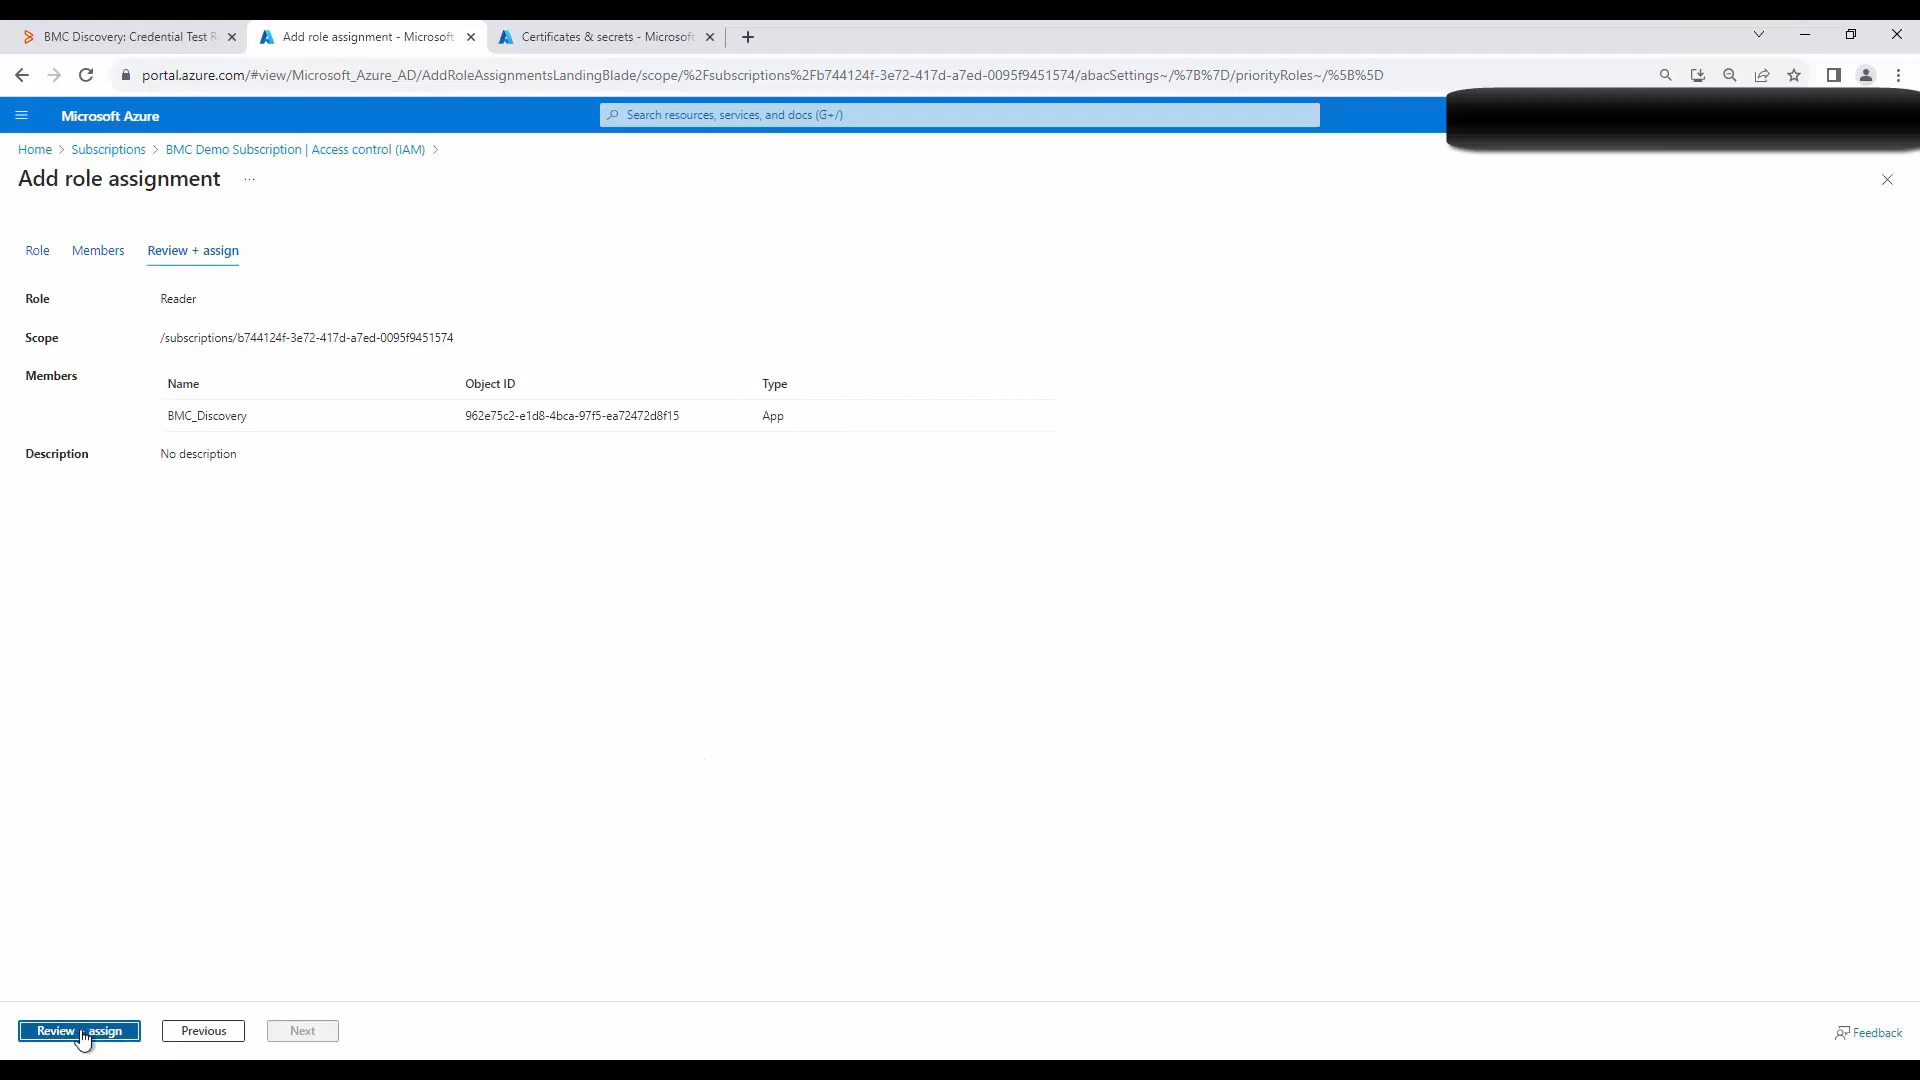 BMC Discovery: Credential Test R
Add role assignment - Microsoft
Certificates & secrets - Microsoft
portal.azure.com/#view/Microsoft_Azure_AD/AddRoleAssignmentsLandingBlade/scope/%2Fsubscriptions%2Fb744124f-3e72-417d-a7ed-0095f9451574/abacSettings~/%7B%7D/priorityRoles~/%5B%5D
Microsoft Azure
Search resources, services, and docs (G+/)
Home > Subscriptions > BMC Demo Subscription | Access control (IAM) >
Add role assignment ...
Role Members Review + assign
Role Reader
Scope /subscriptions/b744124f-3e72-417d-a7ed-0095f9451574
Members
Name Object ID Type
BMC_Discovery 962e75c2-e1d8-4bca-97f5-ea72472d8f15 App
Description No description
Review + assign Previous Next
Feedback